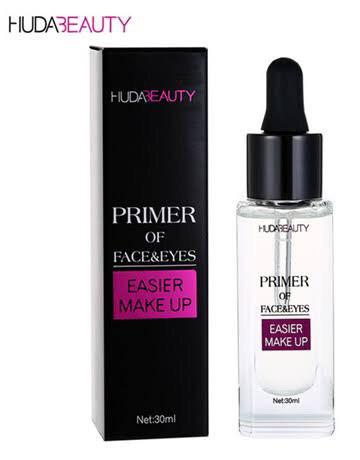 HUDABEAUTY
HUDABEAUTY
PRIMER
OF
FACE&EYES
EASIER
MAKE UP
Net:30ml
HUDABEAUTY
PRIMER
OF
FACE&EYES
EASIER
MAKE UP
Net:30ml